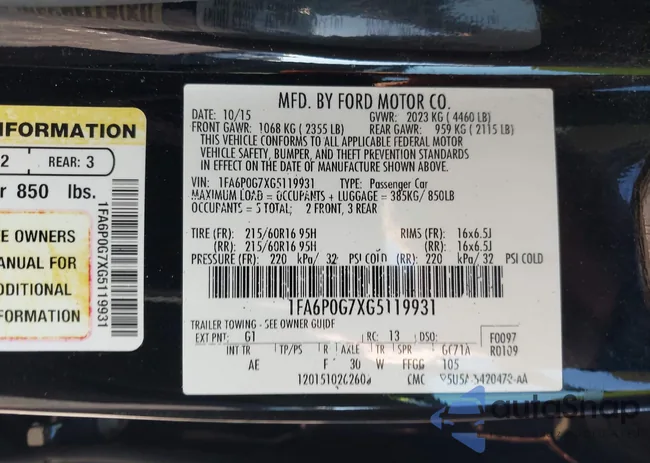 NFORMATION
2 REAR: 3
r 850 lbs.
E OWNERS
ANUAL FOR
DDITIONAL
FORMATION
1FA6P0G7XG5119931
MFD. BY FORD MOTOR CO.
DATE: 10/15 GVWR: 2023 KG ( 4460 LB)
FRONT GAWR: 1068 KG ( 2355 LB) REAR GAWR: 959 KG ( 2115 LB)
THIS VEHICLE CONFORMS TO ALL APPLICABLE FEDERAL MOTOR
VEHICLE SAFETY, BUMPER, AND THEFT PREVENTION STANDARDS
IN EFFECT ON THE DATE OF MANUFACTURE SHOWN ABOVE.
VIN: 1FA6P0G7XG5119931 TYPE: Passenger Car
MAXIMUM LOAD = OCCUPANTS + LUGGAGE = 385KG/ 850LB
OCCUPANTS = 5 TOTAL; 2 FRONT, 3 REAR
TIRE (FR): 215/60R16 95H RIMS (FR): 16x6.5J
(RR): 215/60R16 95H (RR): 16x6.5J
PRESSURE (FR): 220 kPa/ 32 PSI COLD (RR): 220 kPa/ 32 PSI COLD
1FA6P0G7XG5119931
TRAILER TOWING - SEE OWNER GUIDE
EXT PNT: G1 RC: 13 DSO: F0097
INT TR TP/PS R AXLE TR SPR GC71A R0109
AE F 30 W FFGG 105
CMC
autoSnap